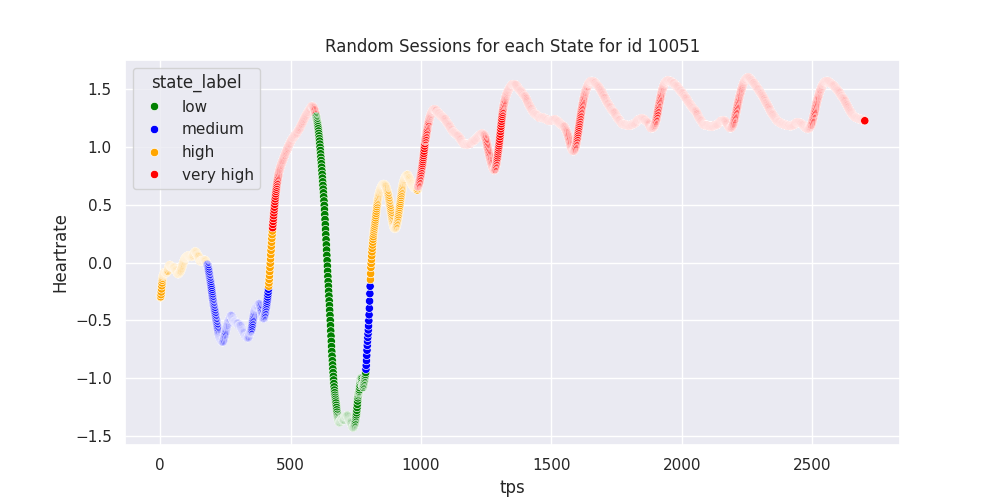 Random Sessions for each State for id 10051
state_label
low
medium
high
very high
Heartrate
1.5
1.0
0.5
0.0
−0.5
−1.0
−1.5
0 500 1000 1500 2000 2500
tps